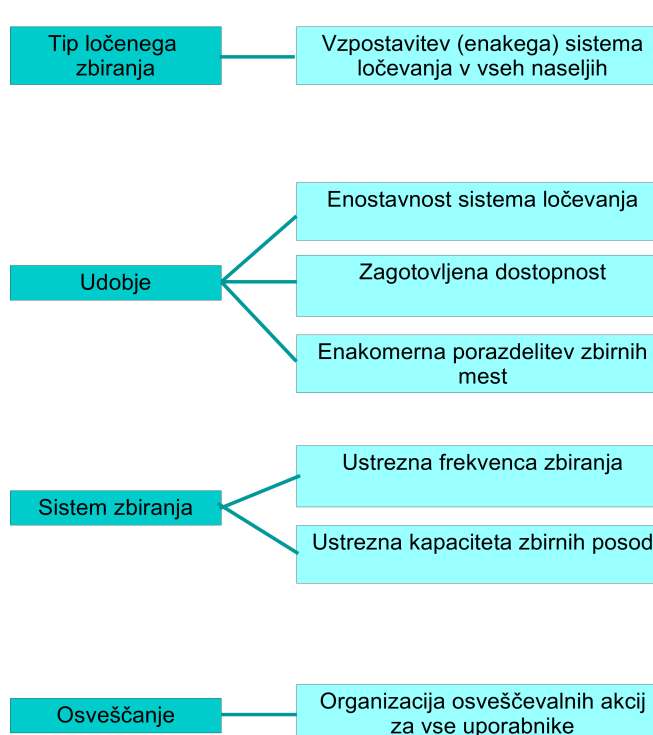 Tip ločenega
zbiranja
Vzpostavitev (enakega) sistema
ločevanja v vseh naseljih
Udobje
Enostavnost sistema ločevanja
Zagotovljena dostopnost
Enakomerna porazdelitev zbirnih
mest
Sistem zbiranja
Ustrezna frekvenca zbiranja
Ustrezna kapaciteta zbirnih posod
Osveščanje
Organizacija osveščevalnih akcij
za vse uporabnike